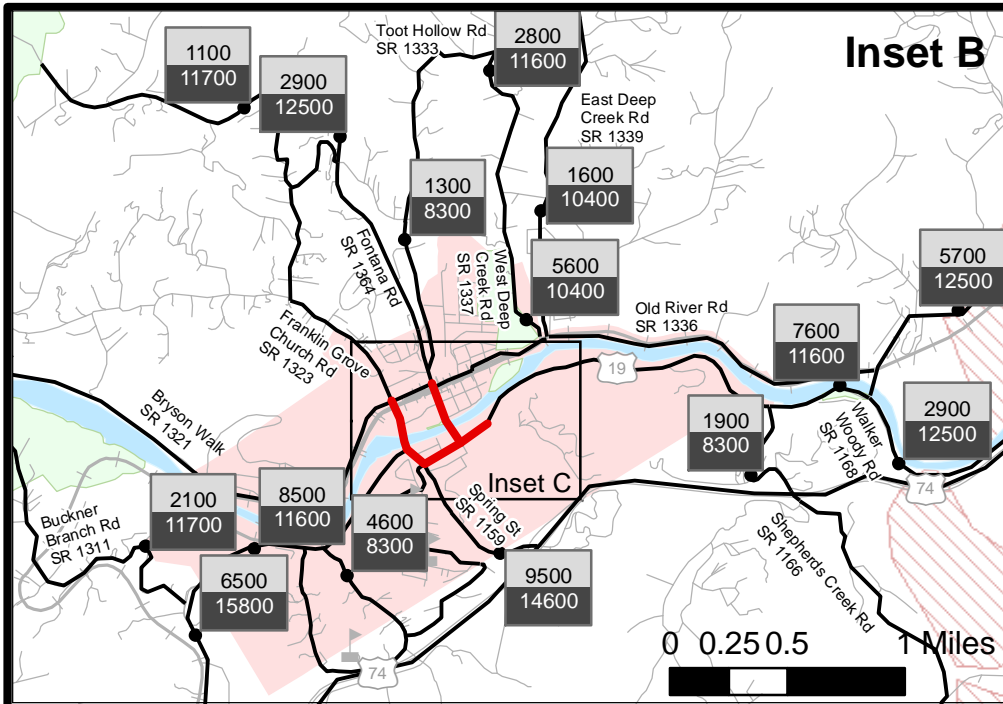 Inset B
Toot Hollow Rd
SR 1333
2800
11600
1100
11700
2900
12500
East Deep
Creek Rd
SR 1339
1300
8300
1600
10400
Fontana Rd
SR 1364
West Deep
Creek Rd
SR 1337
5600
10400
5700
12500
Old River Rd
SR 1336
7600
11600
Franklin Grove
Church Rd
SR 1323
19
1900
8300
Walker
Woody Rd
SR 1168
2900
12500
Bryson Walk
SR 1321
Inset C
74
2100
11700
8500
11600
4600
8300
Spring St
SR 1159
Buckner
Branch Rd
SR 1311
6500
15800
9500
14600
Shepherds Creek Rd
SR 1166
74
0 0.25 0.5 1 Miles